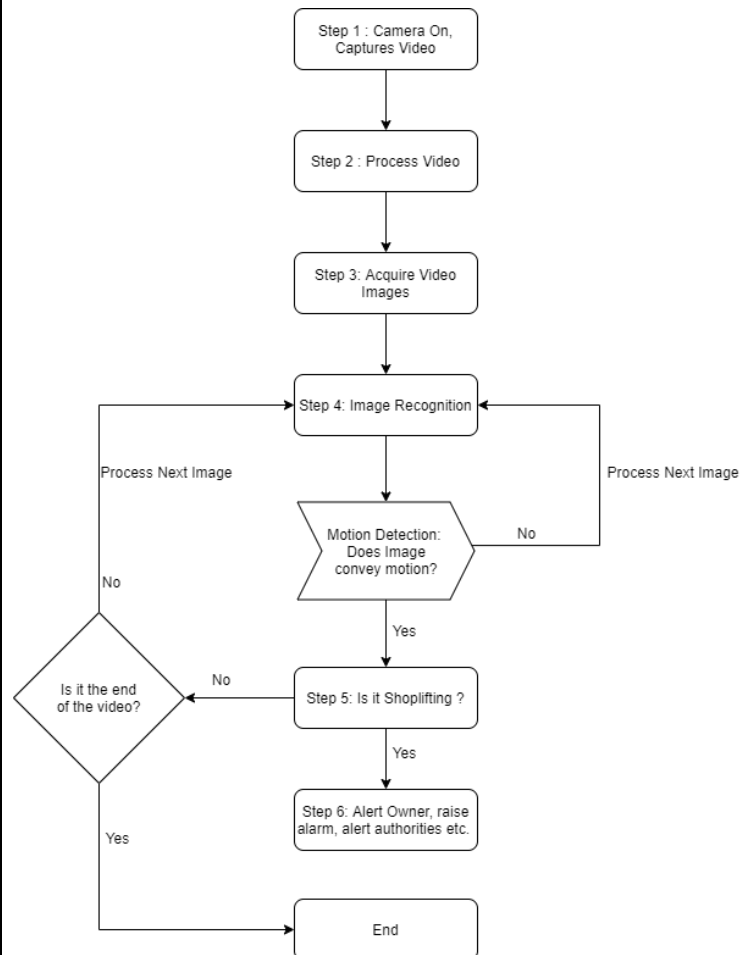 Step 1 : Camera On,
Captures Video
Step 2 : Process Video
Step 3: Acquire Video
Images
Step 4: Image Recognition
Process Next Image
Process Next Image
Motion Detection:
Does Image
convey motion?
No
No
Yes
Is it the end
of the video?
No
Step 5: Is it Shoplifting ?
Yes
Step 6: Alert Owner, raise
alarm, alert authorities etc.
Yes
End